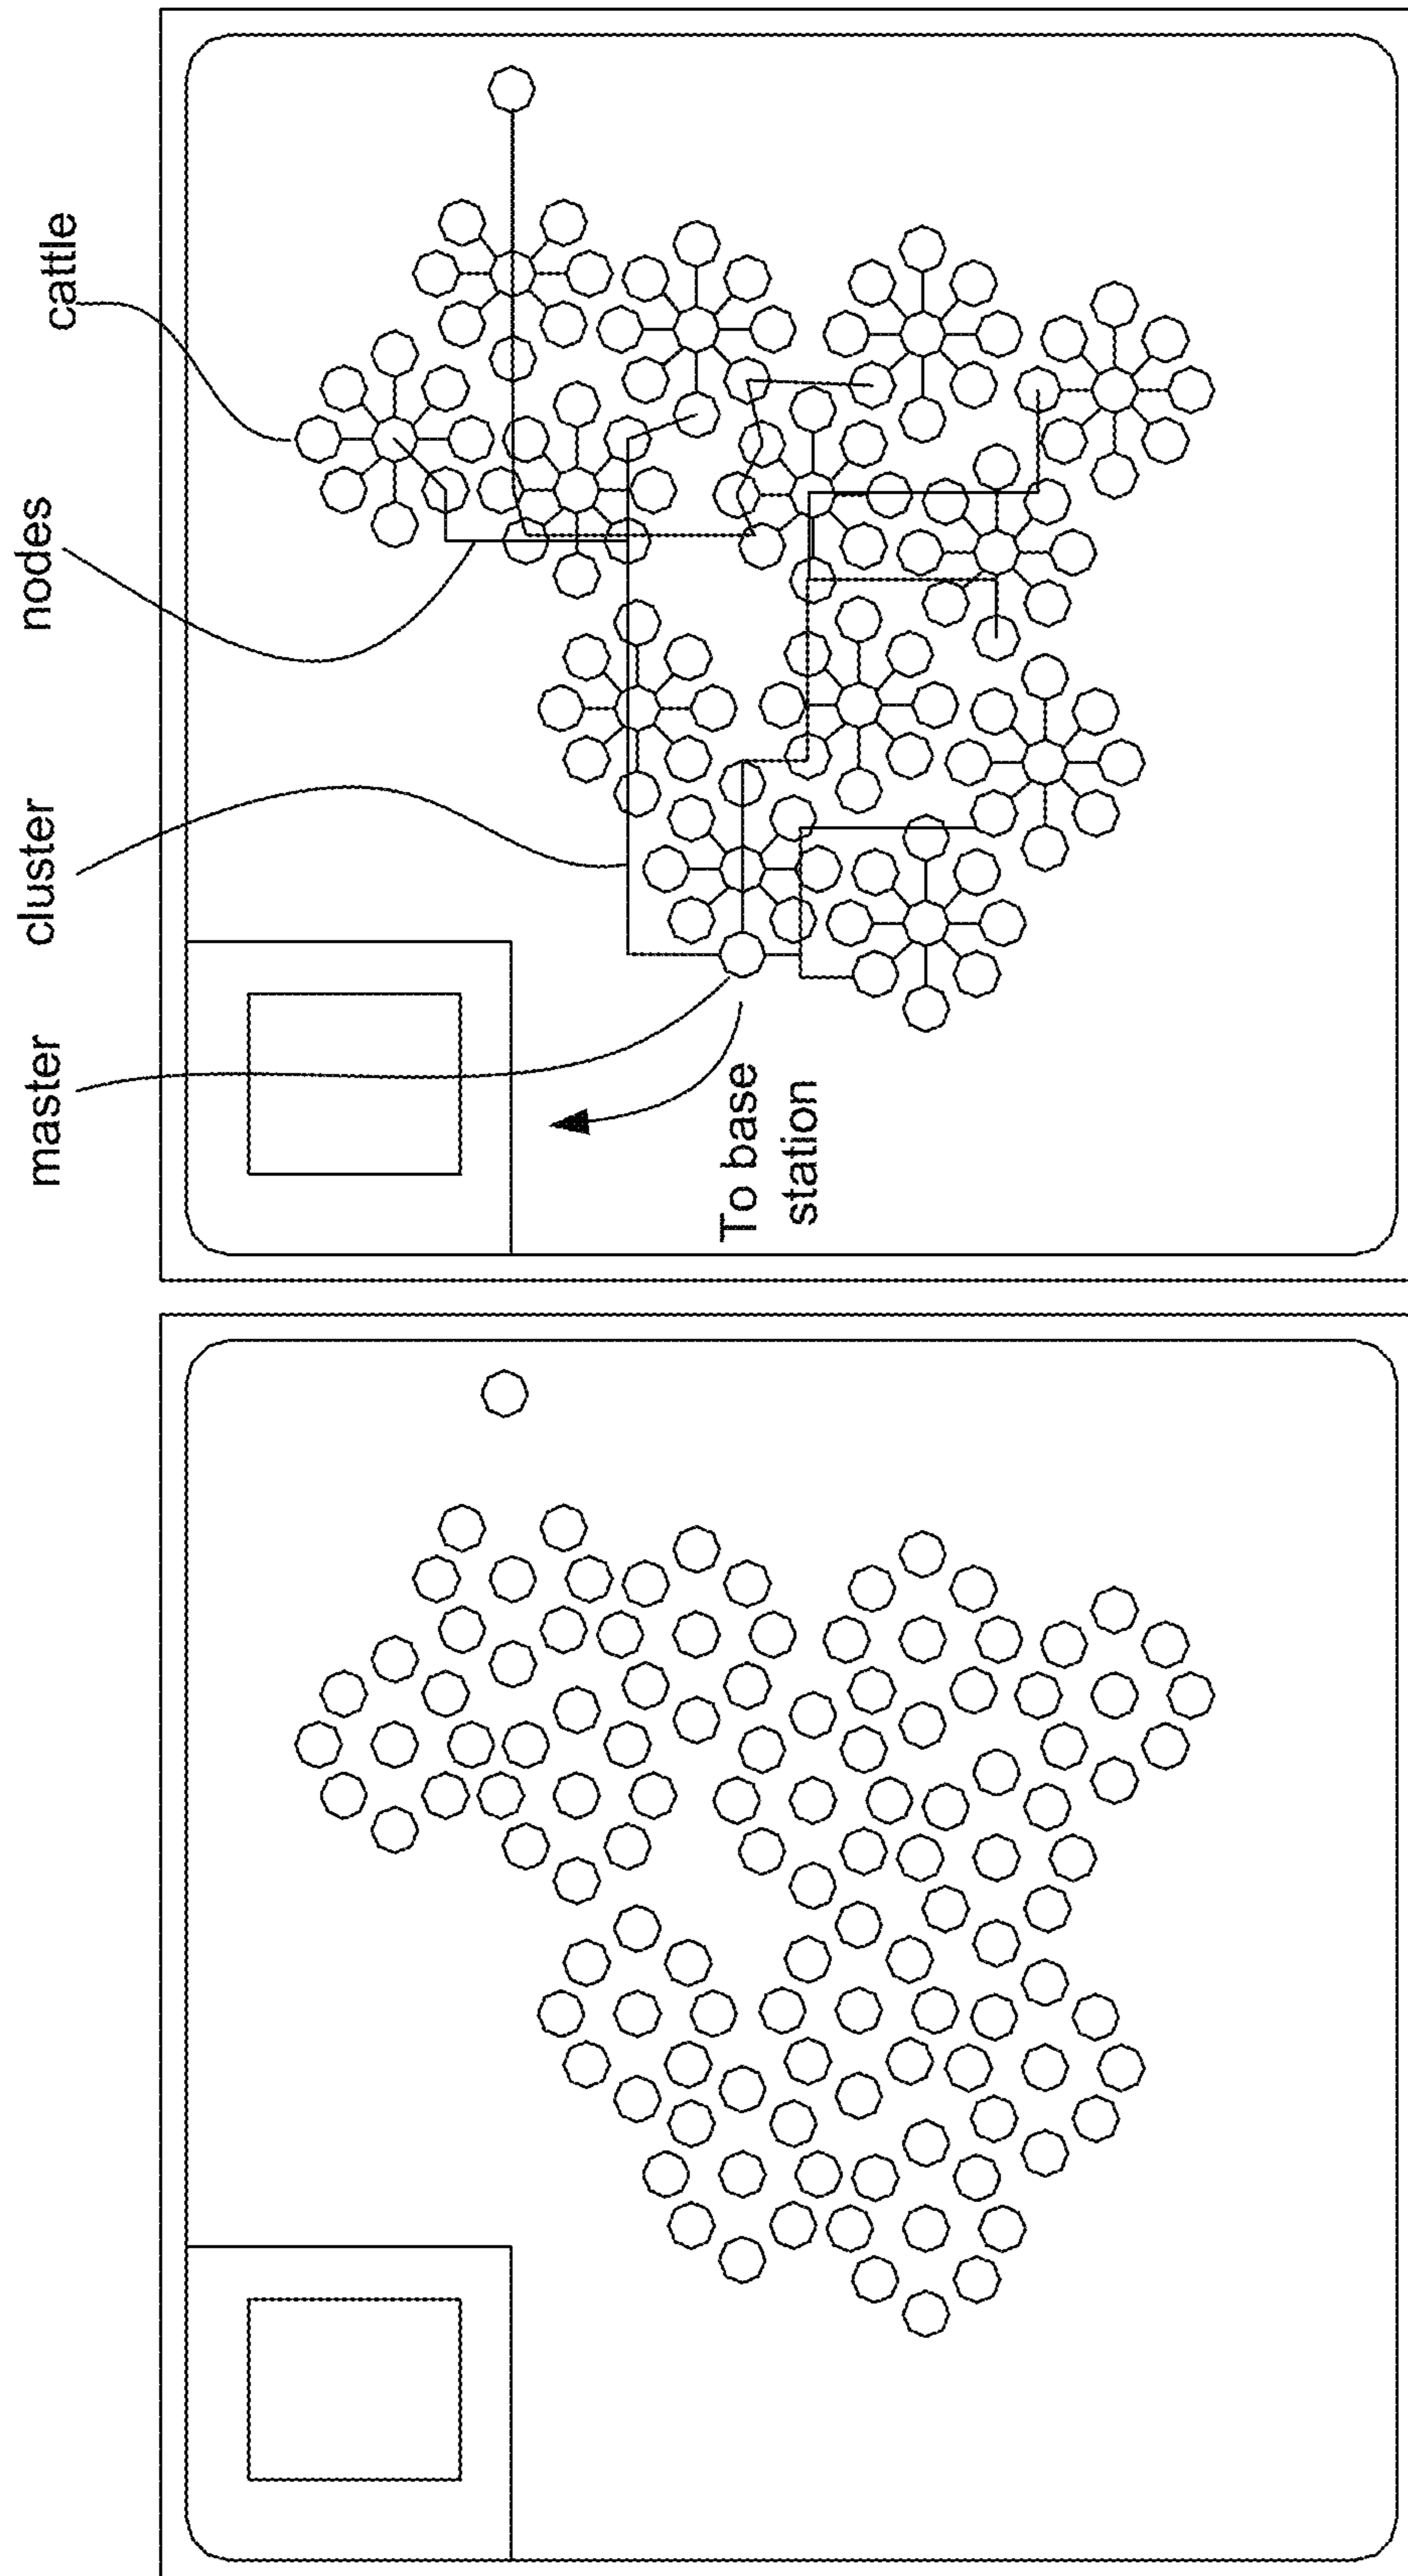 master
cluster
nodes
cattle
To base
station